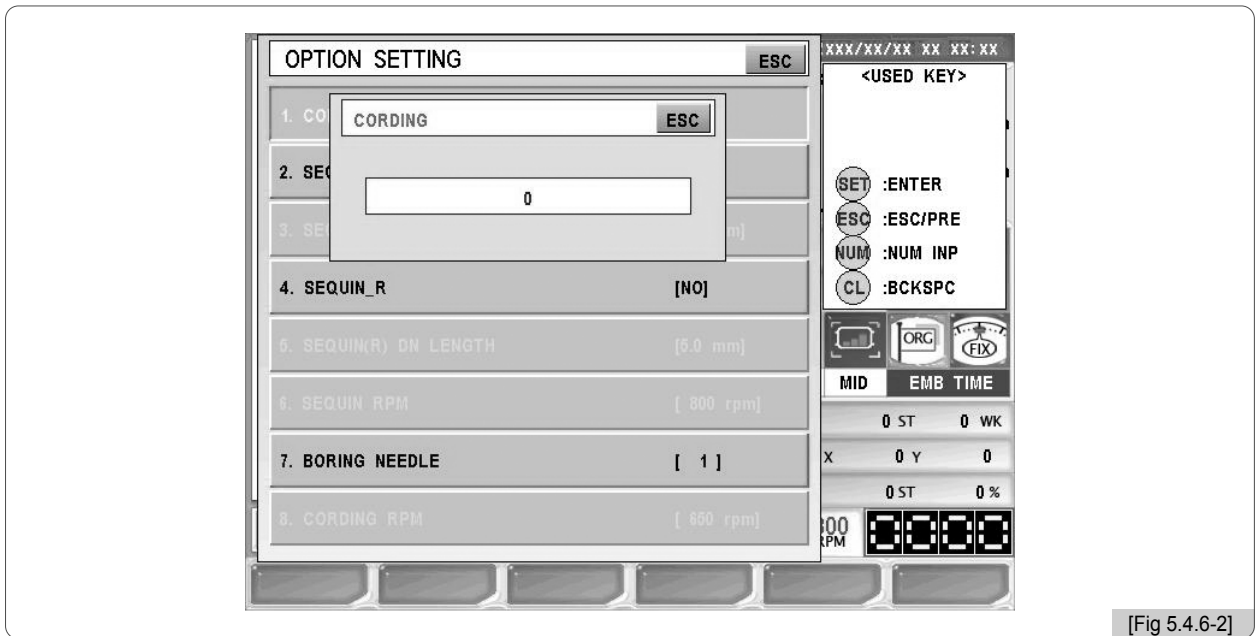 OPTION SETTING ESC
XXX/XX/XX XX XX:XX
<USED KEY>
1. CO
CORDING ESC
2. SEQ
0
3. SE m]
4. SEQUIN_R [NO]
5. SEQUIN(R) DN LENGTH [5.0 mm]
6. SEQUIN RPM [ 800 rpm]
7. BORING NEEDLE [ 1 ]
8. CORDING RPM [ 650 rpm]
SET :ENTER
ESC :ESC/PRE
NUM :NUM INP
CL :BCKSPC
ORG FIX
MID EMB TIME
0 ST 0 WK
X 0 Y 0
0 ST 0 %
RPM
[Fig 5.4.6-2]